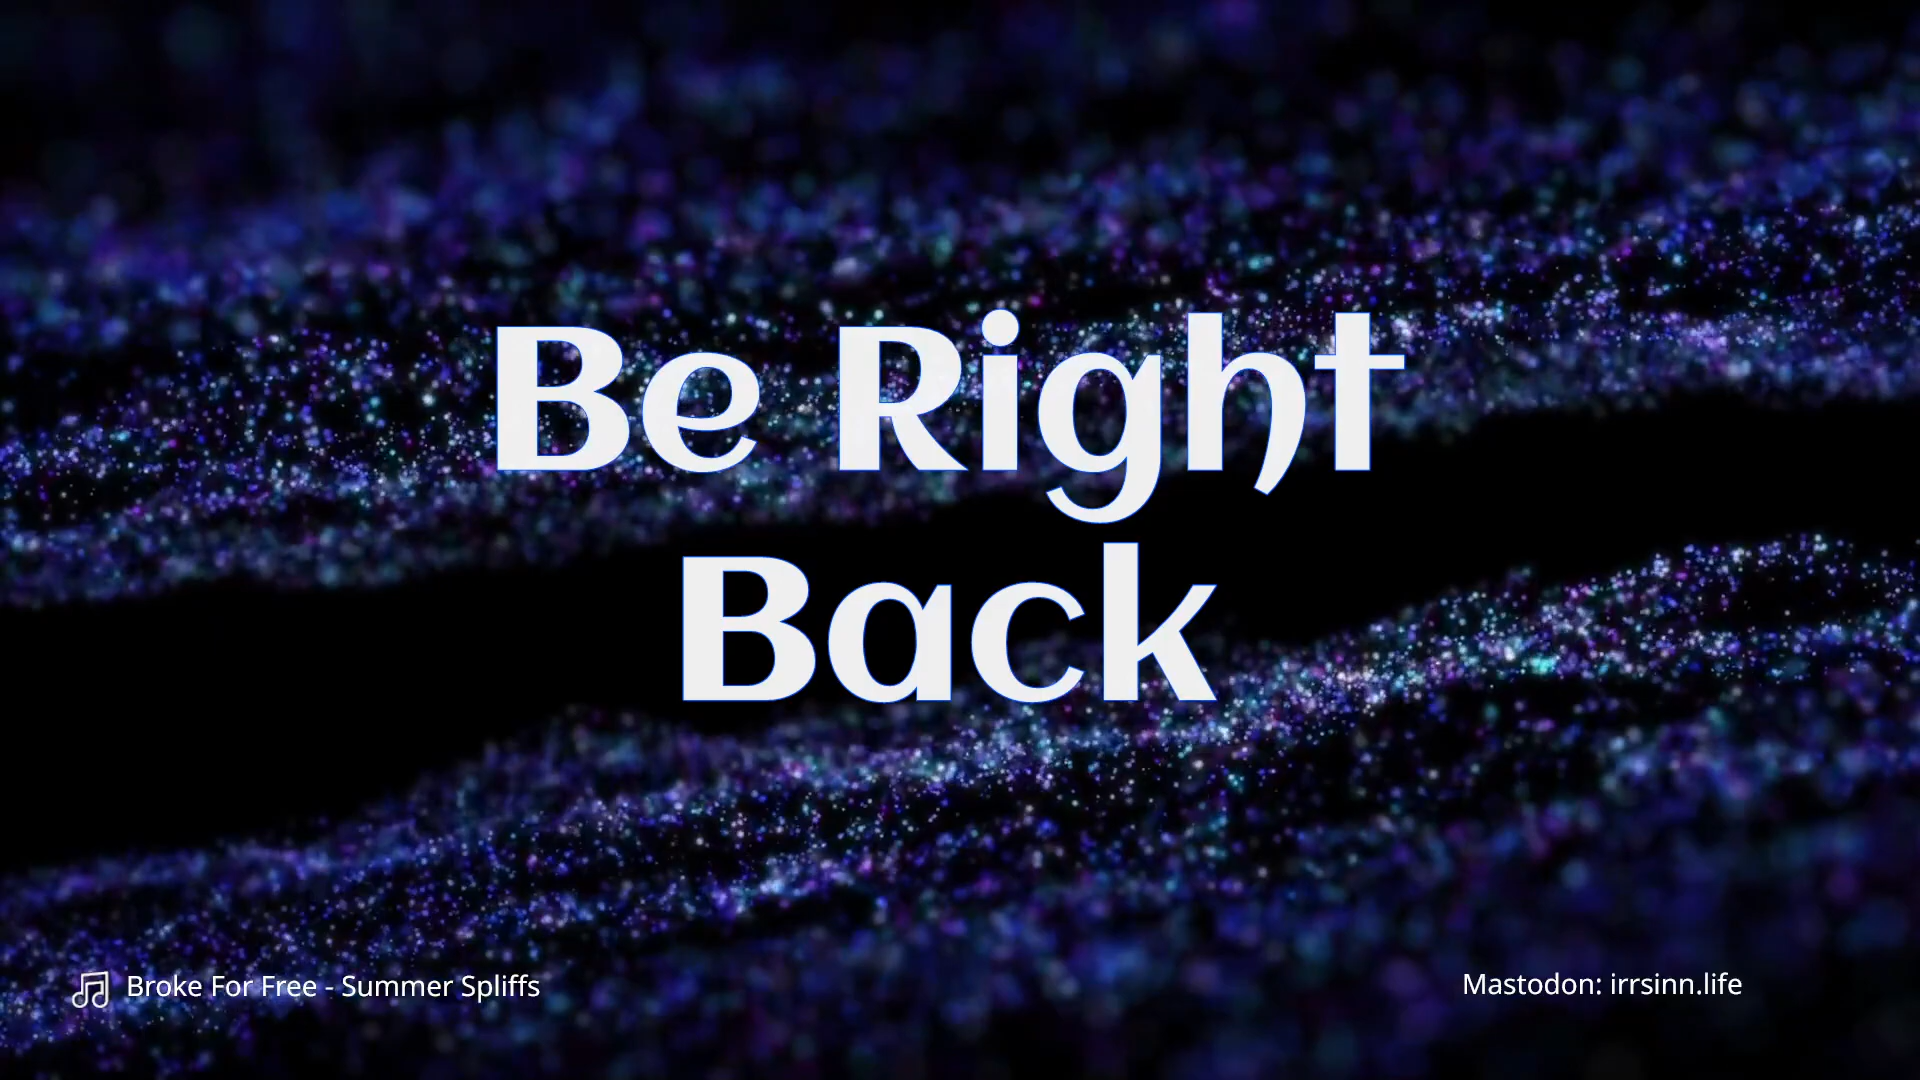 Be Right
Back
Broke For Free - Summer Spliffs
Mastodon: irrsinn.life